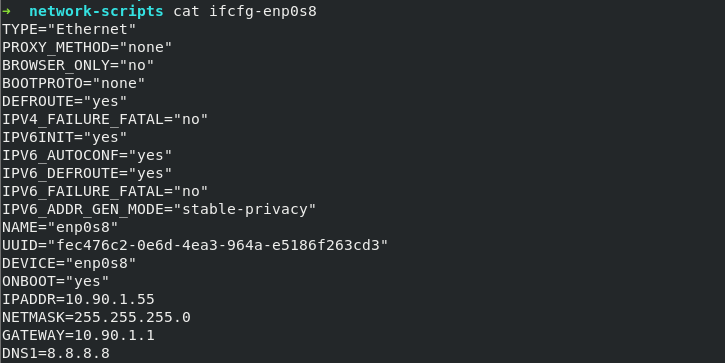 ➜  network-scripts cat ifcfg-enp0s8
TYPE="Ethernet"
PROXY_METHOD="none"
BROWSER_ONLY="no"
BOOTPROTO="none"
DEFROUTE="yes"
IPV4_FAILURE_FATAL="no"
IPV6INIT="yes"
IPV6_AUTOCONF="yes"
IPV6_DEFROUTE="yes"
IPV6_FAILURE_FATAL="no"
IPV6_ADDR_GEN_MODE="stable-privacy"
NAME="enp0s8"
UUID="fec476c2-0e6d-4ea3-964a-e5186f263cd3"
DEVICE="enp0s8"
ONBOOT="yes"
IPADDR=10.90.1.55
NETMASK=255.255.255.0
GATEWAY=10.90.1.1
DNS1=8.8.8.8